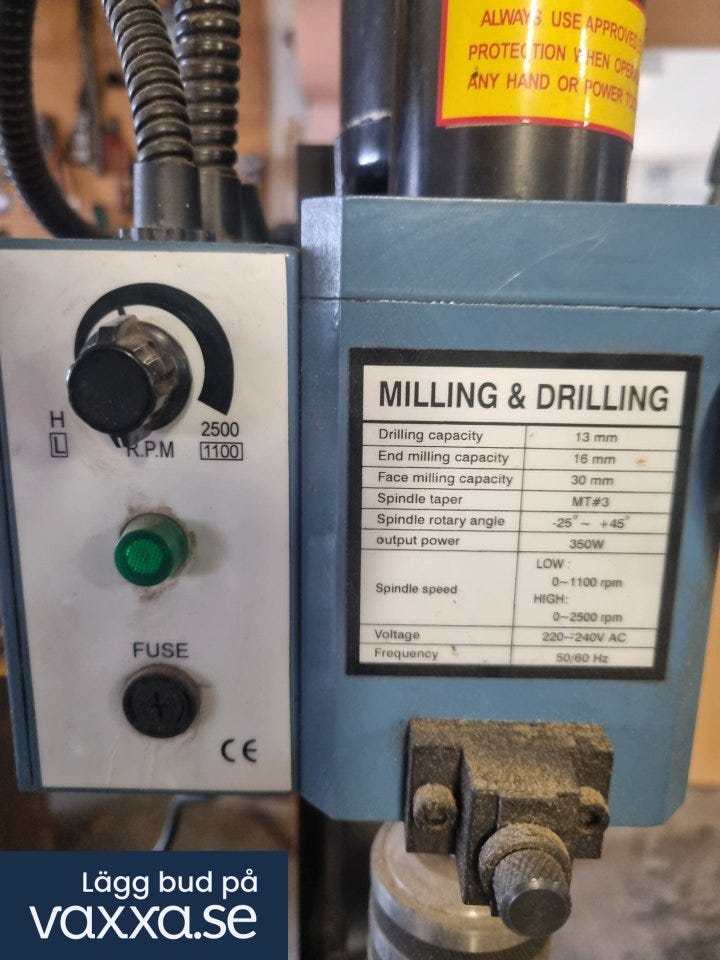 ALWAYS USE APPROVED
PROTECTION WHEN
ANY HAND OR POWER
H
L
R.P.M
2500
1100
FUSE
CE
MILLING & DRILLING
Drilling capacity 13 mm
End milling capacity 16 mm
Face milling capacity 30 mm
Spindle taper MT#3
Spindle rotary angle -25°~ +45°
output power 350W
Spindle speed
LOW :
0~1100 rpm
HIGH:
0~2500 rpm
Voltage 220~240V AC
Frequency 50/60 Hz
Lägg bud på
vaxxa.se